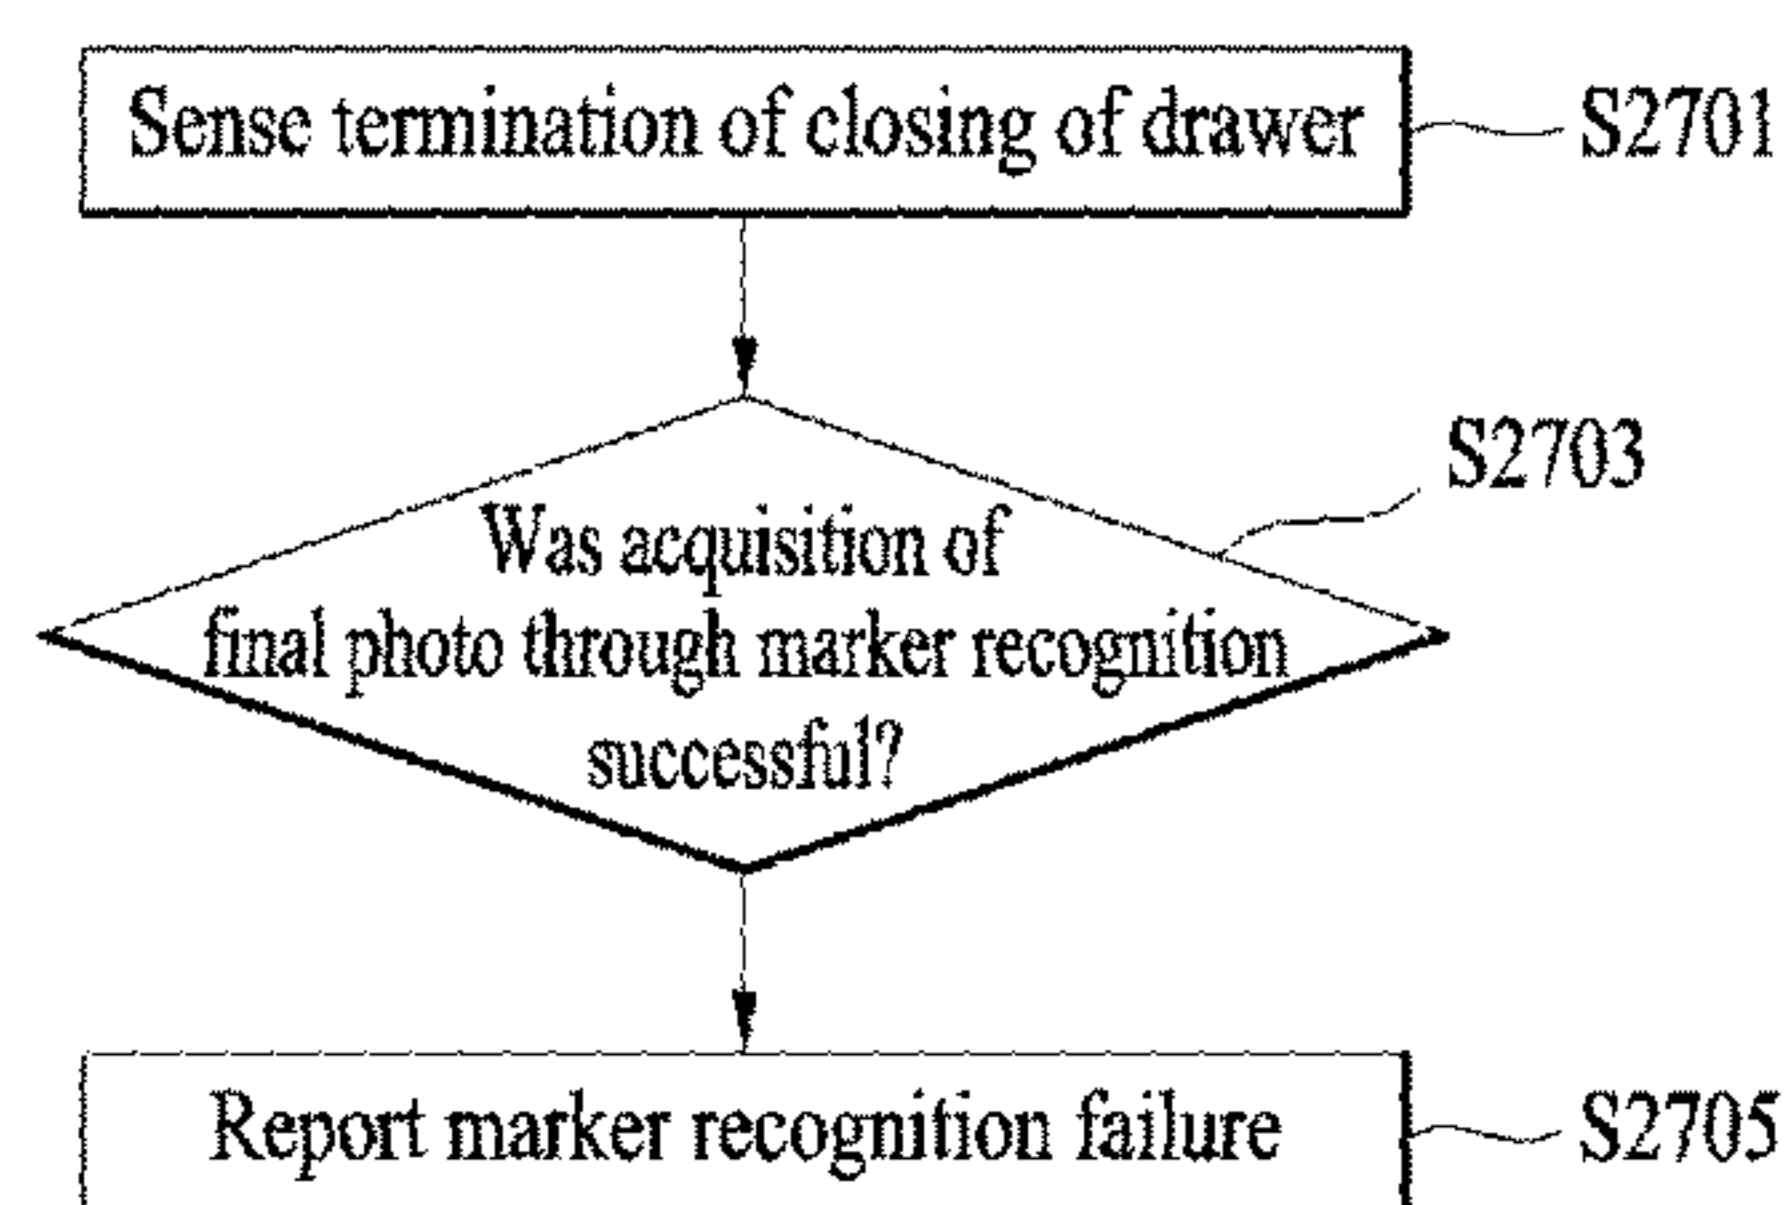 Sense termination of closing of drawer
S2701
S2703
Was acquisition of
final photo through marker recognition
successful?
Report marker recognition failure
S2705